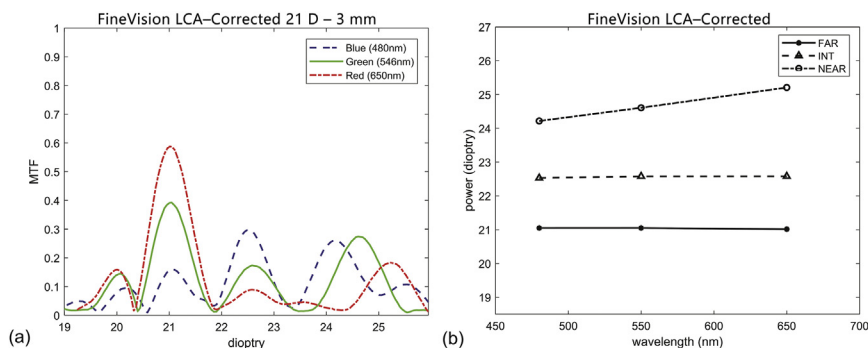 FineVision LCA–Corrected 21 D – 3 mm
Blue (480nm)
Green (546nm)
Red (650nm)
MTF
1
0.9
0.8
0.7
0.6
0.5
0.4
0.3
0.2
0.1
0
19
20
21
22
23
24
25
dioptry
(a)
FineVision LCA–Corrected
FAR
INT
NEAR
power (dioptry)
27
26
25
24
23
22
21
20
19
450
500
550
600
650
700
wavelength (nm)
(b)